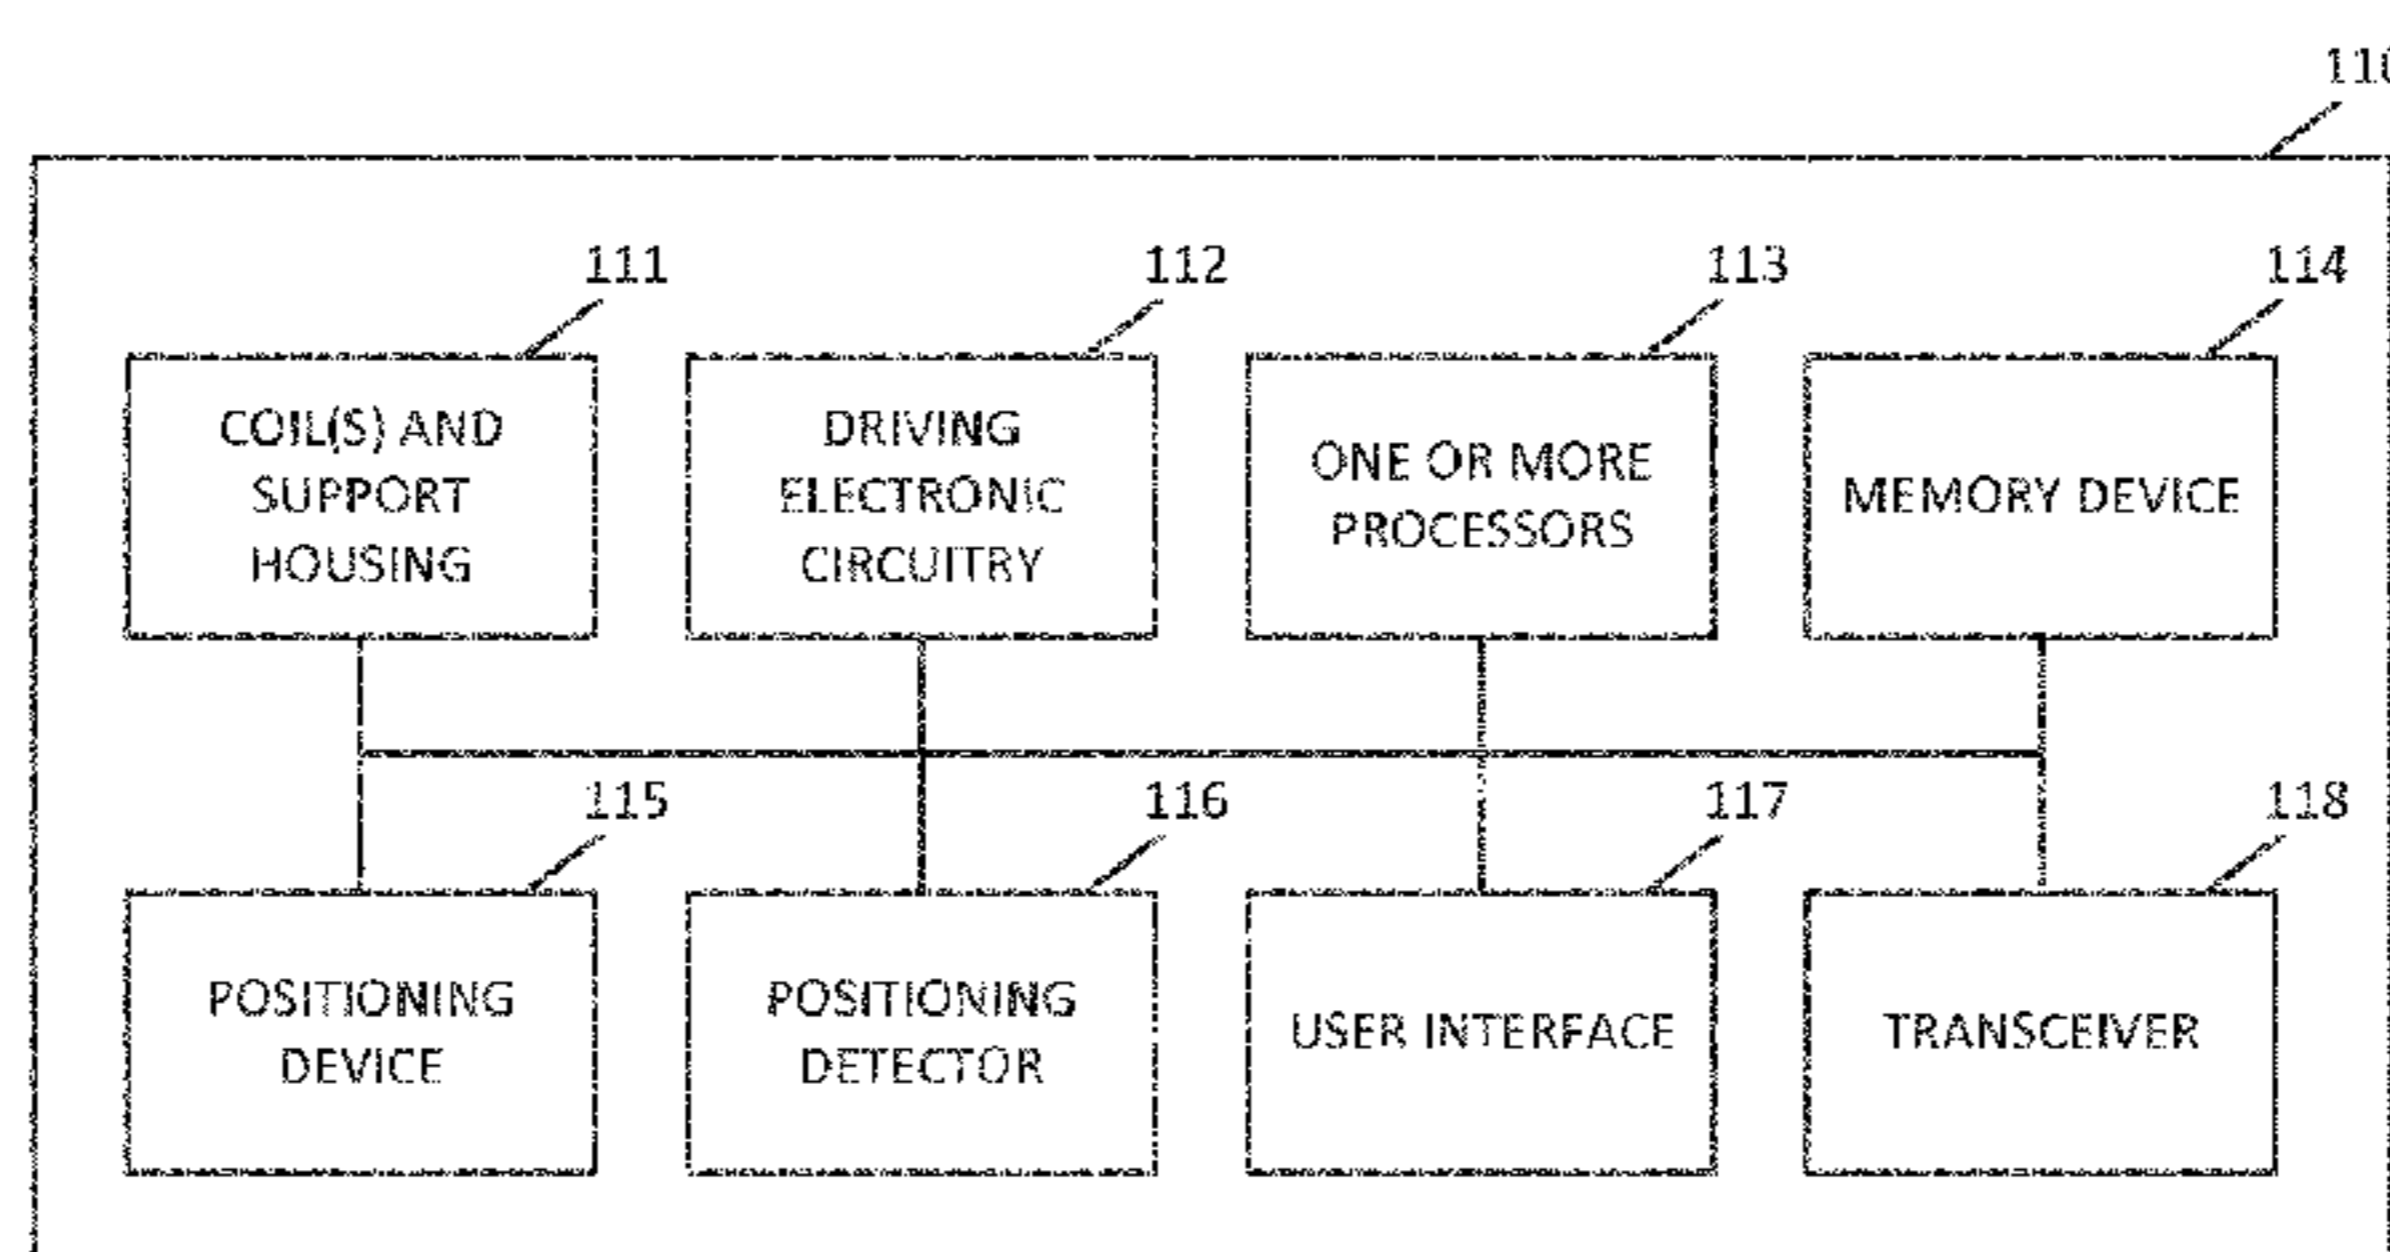 110
111
112
113
114
COIL(S) AND
SUPPORT
HOUSING
DRIVING
ELECTRONIC
CIRCUITRY
ONE OR MORE
PROCESSORS
MEMORY DEVICE
115
116
117
118
POSITIONING
DEVICE
POSITIONING
DETECTOR
USER INTERFACE
TRANSCEIVER